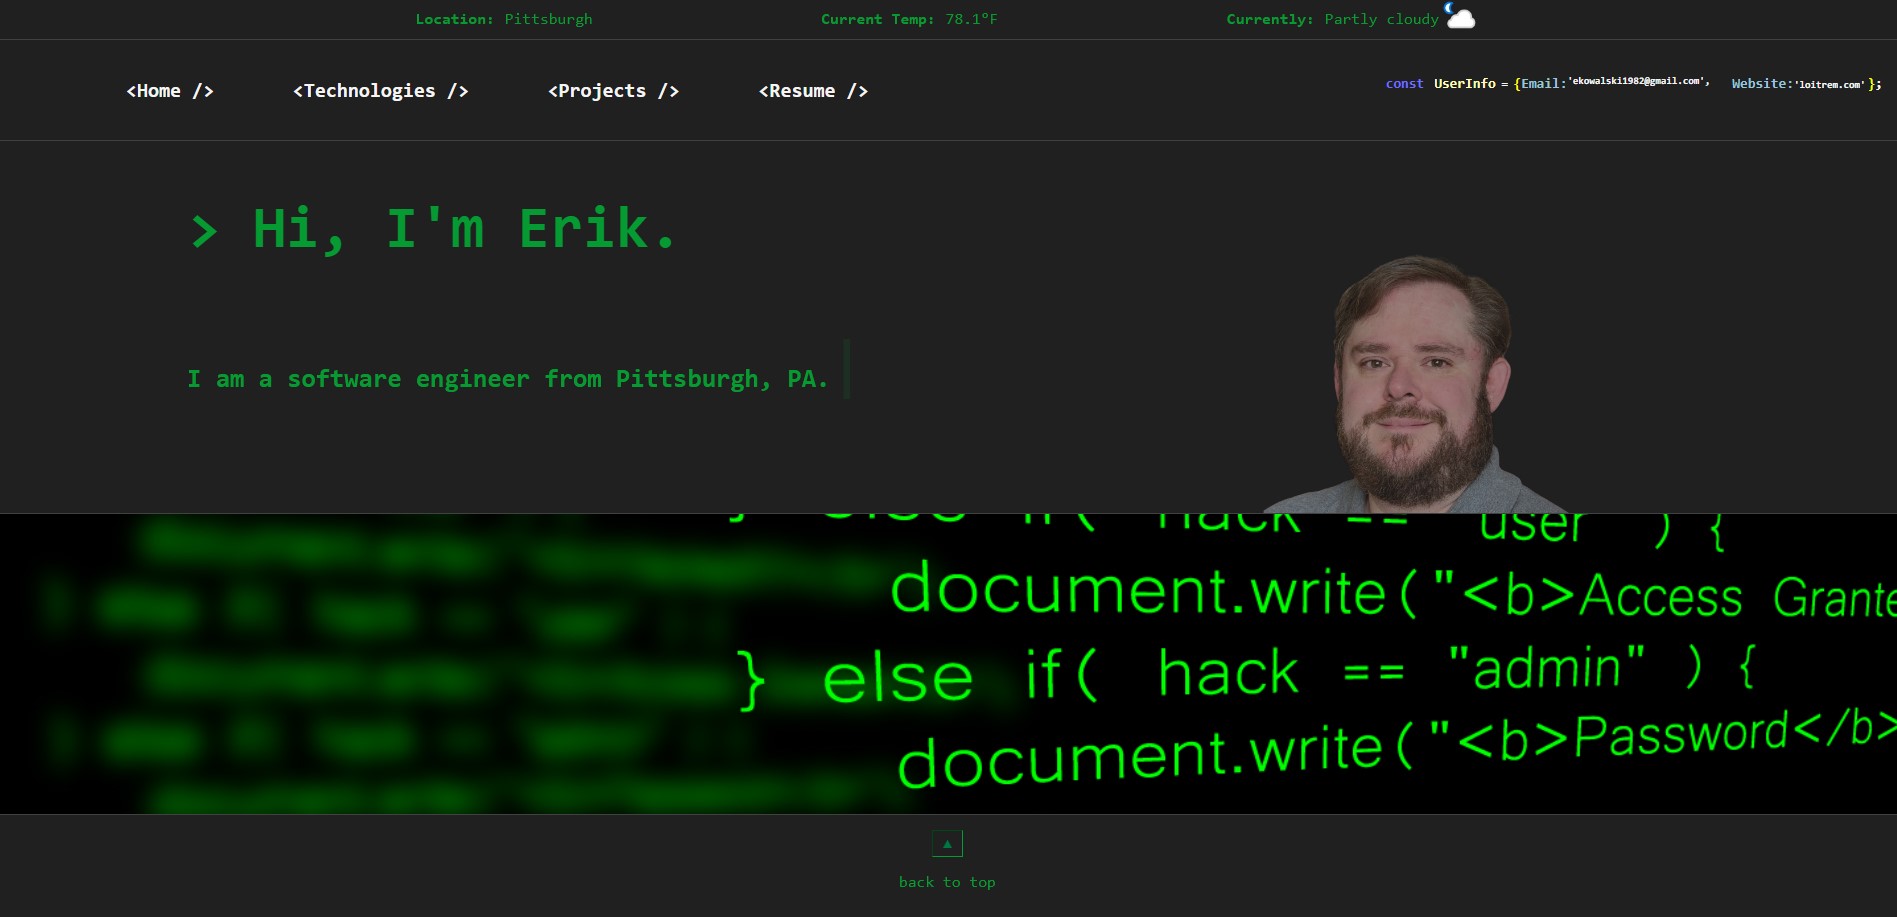 Location: Pittsburgh Current Temp: 78.1°F Currently: Partly cloudy
<Home /> <Technologies /> <Projects /> <Resume /> const UserInfo = {Email:'ekowalski1982@gmail.com', Website:'loitrem.com'};
> Hi, I'm Erik.
I am a software engineer from Pittsburgh, PA.
} else if( hack == "user" ) {
document.write("<b>Access Grante
} else if( hack == "admin" ) {
document.write("<b>Password</b>
▲
back to top